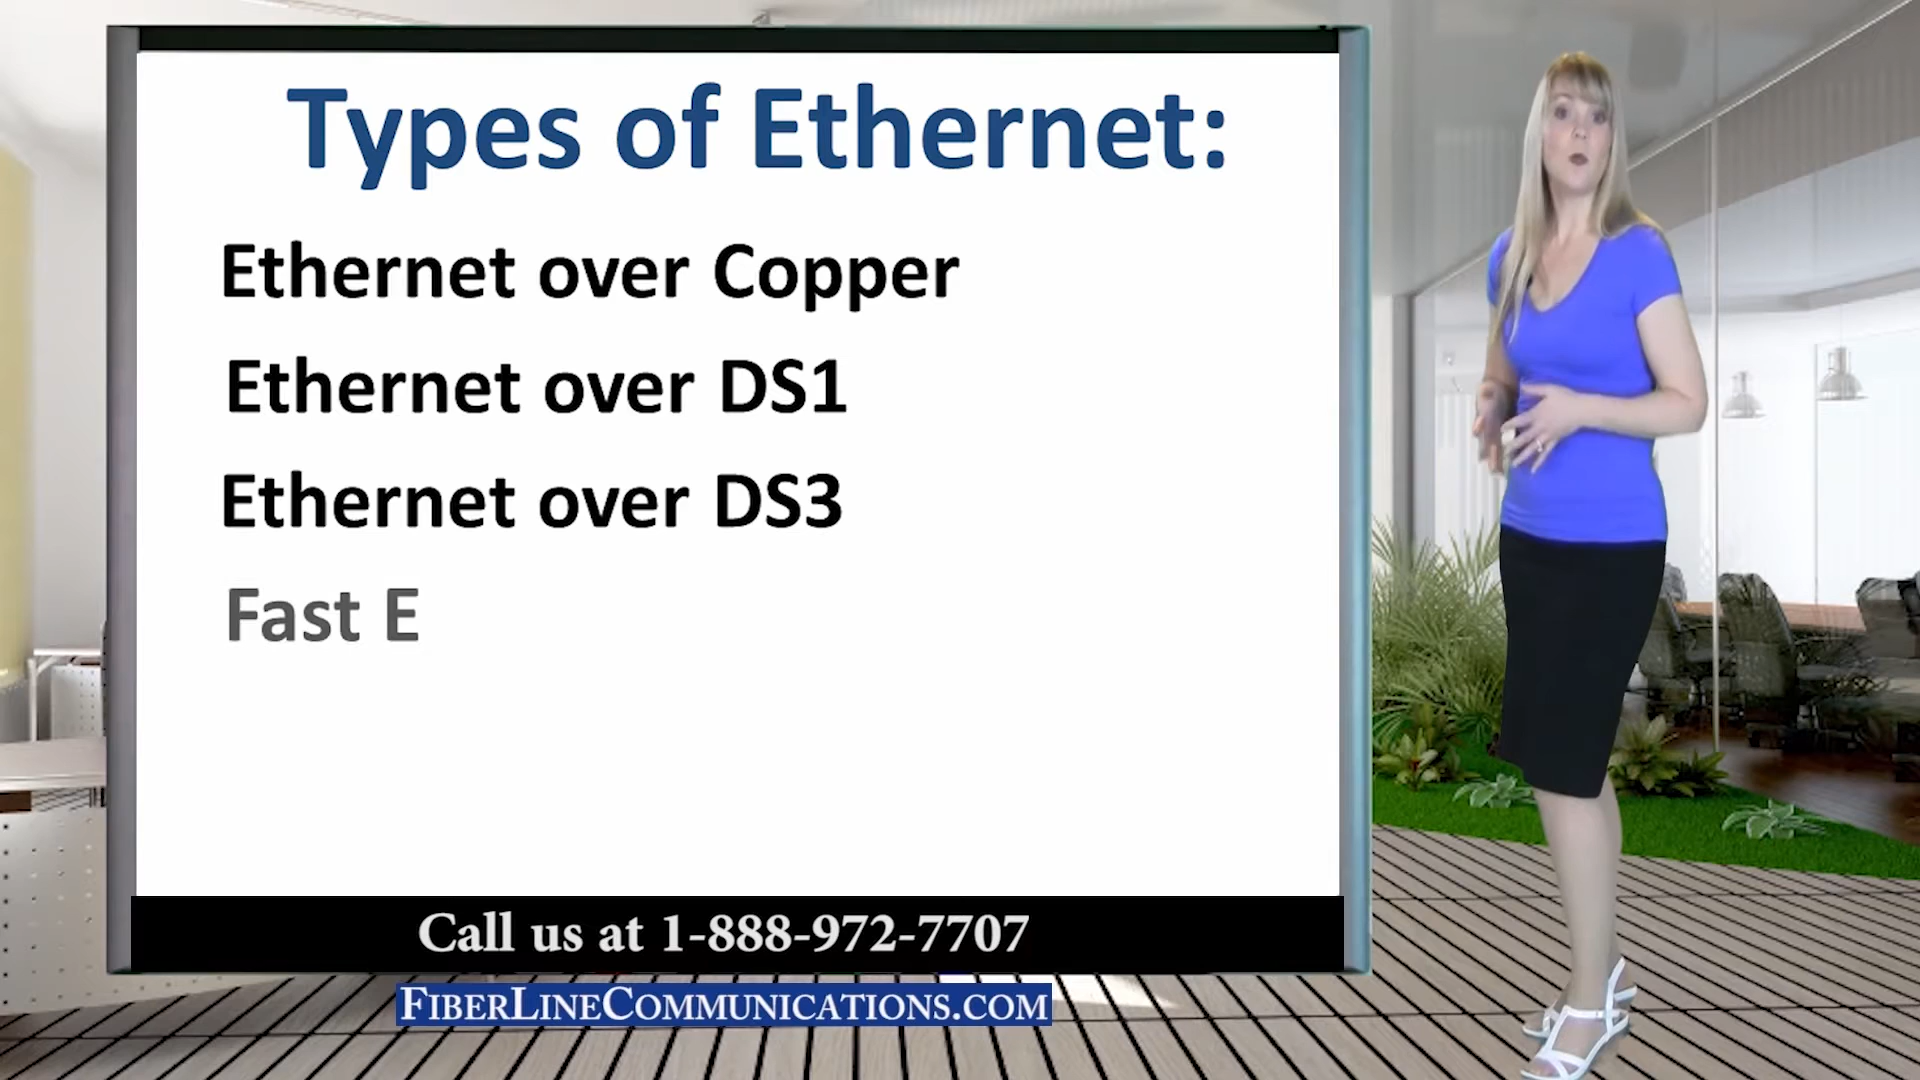 Types of Ethernet:
Ethernet over Copper
Ethernet over DS1
Ethernet over DS3
Fast E
Call us at 1-888-972-7707
FIBERLINECOMMUNICATIONS.COM